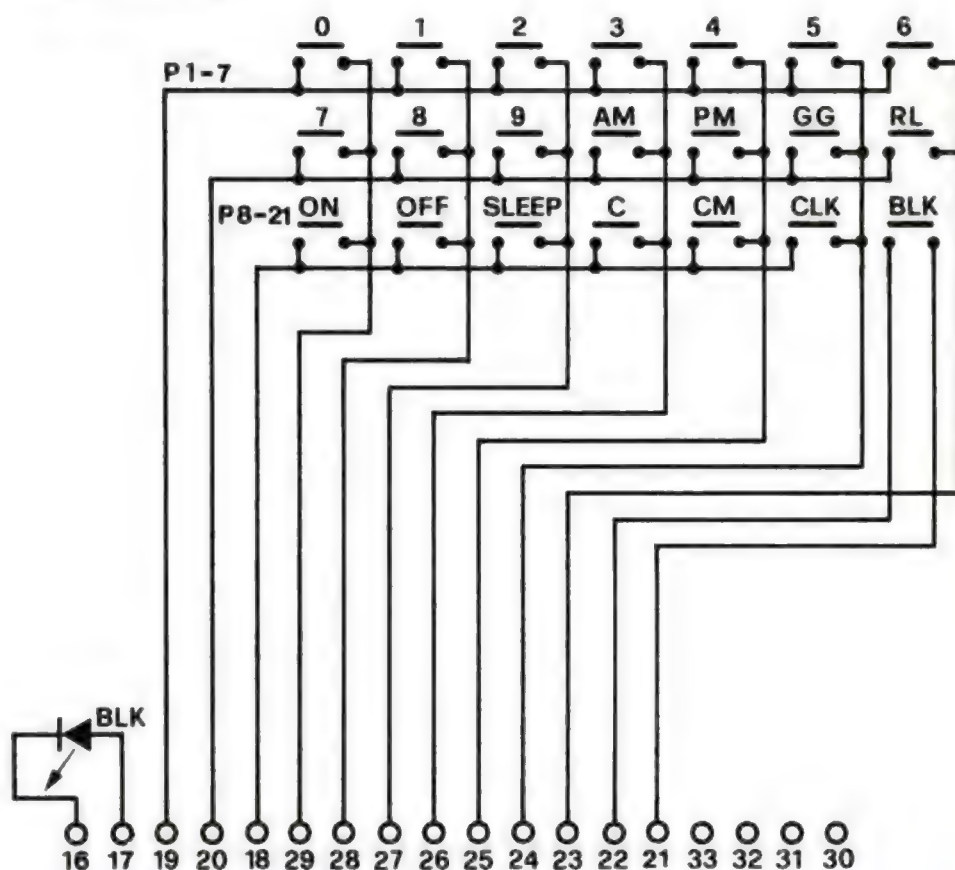 0 1 2 3 4 5 6
P1-7
7 8 9 AM PM GG RL
P8-21 ON OFF SLEEP C CM CLK BLK
BLK
16 17 19 20 18 29 28 27 26 25 24 23 22 21 33 32 31 30